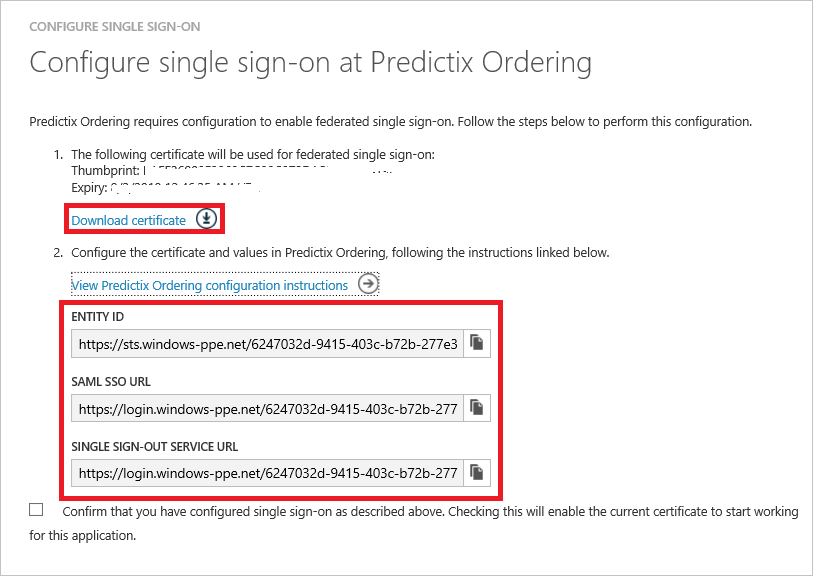 CONFIGURE SINGLE SIGN-ON
Configure single sign-on at Predictix Ordering
Predictix Ordering requires configuration to enable federated single sign-on. Follow the steps below to perform this configuration.
1. The following certificate will be used for federated single sign-on:
Thumbprint:
Expiry:
Download certificate
2. Configure the certificate and values in Predictix Ordering, following the instructions linked below.
View Predictix Ordering configuration instructions
ENTITY ID
https://sts.windows-ppe.net/6247032d-9415-403c-b72b-277e3
SAML SSO URL
https://login.windows-ppe.net/6247032d-9415-403c-b72b-277
SINGLE SIGN-OUT SERVICE URL
https://login.windows-ppe.net/6247032d-9415-403c-b72b-277
Confirm that you have configured single sign-on as described above. Checking this will enable the current certificate to start working
for this application.